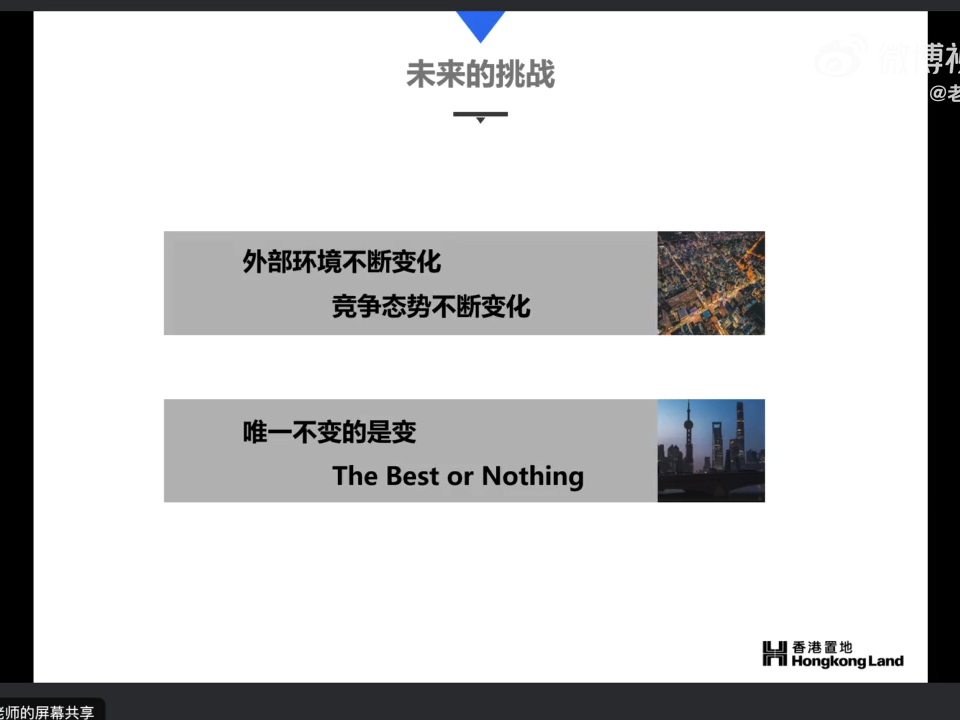 未来的挑战
微博视
@老
外部环境不断变化
竞争态势不断变化
唯一不变的是变
The Best or Nothing
香港置地
Hongkong Land
老师的屏幕共享